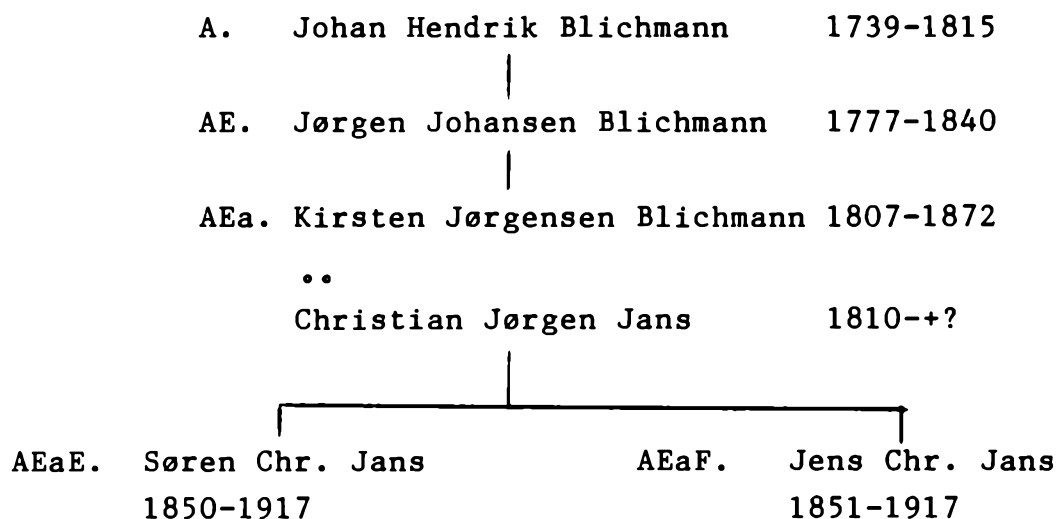 A. Johan Hendrik Blichmann 1739-1815
AE. Jørgen Johansen Blichmann 1777-1840
AEa. Kirsten Jørgensen Blichmann 1807-1872
Christian Jørgen Jans 1810-+?
AEaE. Søren Chr. Jans AEaF. Jens Chr. Jans
1850-1917 1851-1917